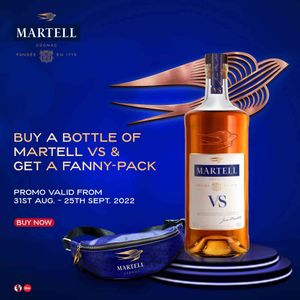 MARTELL
COGNAC
FONDÉE EN 1715
BUY A BOTTLE OF
MARTELL VS &
GET A FANNY-PACK
PROMO VALID FROM
31ST AUG. - 25TH SEPT. 2022
BUY NOW
MARTELL
VS
MARTELL